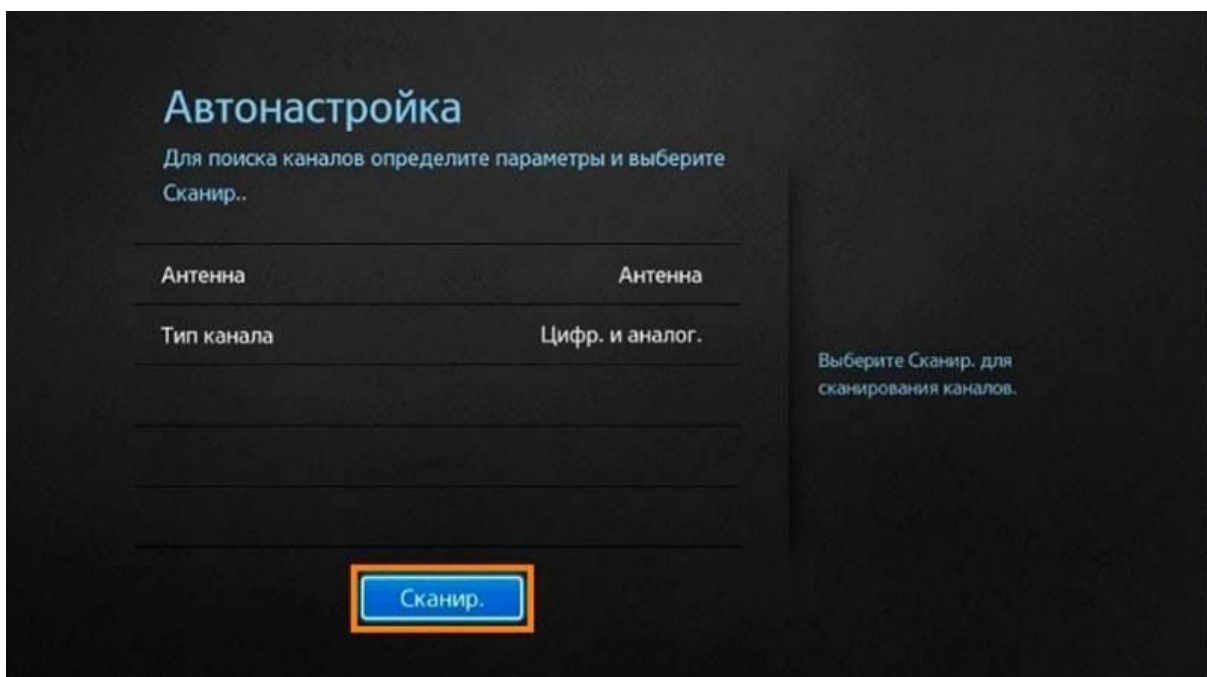 Автонастройка
Для поиска каналов определите параметры и выберите
Сканир..
Антенна Антенна
Тип канала Цифр. и аналог.
Выберите Сканир. для
сканирования каналов.
Сканир.